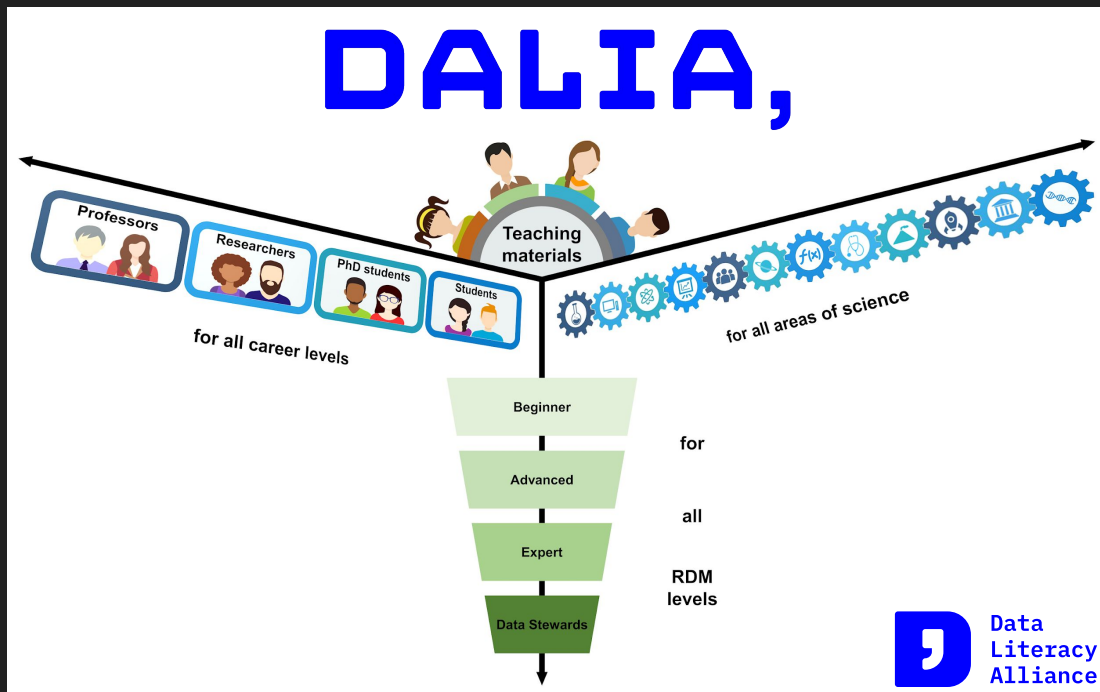 DALIA,
Teaching
materials
Professors
Researchers
PhD students
Students
for all career levels
f(x)
for all areas of science
Beginner
Advanced
Expert
Data Stewards
for
all
RDM
levels
Data
Literacy
Alliance